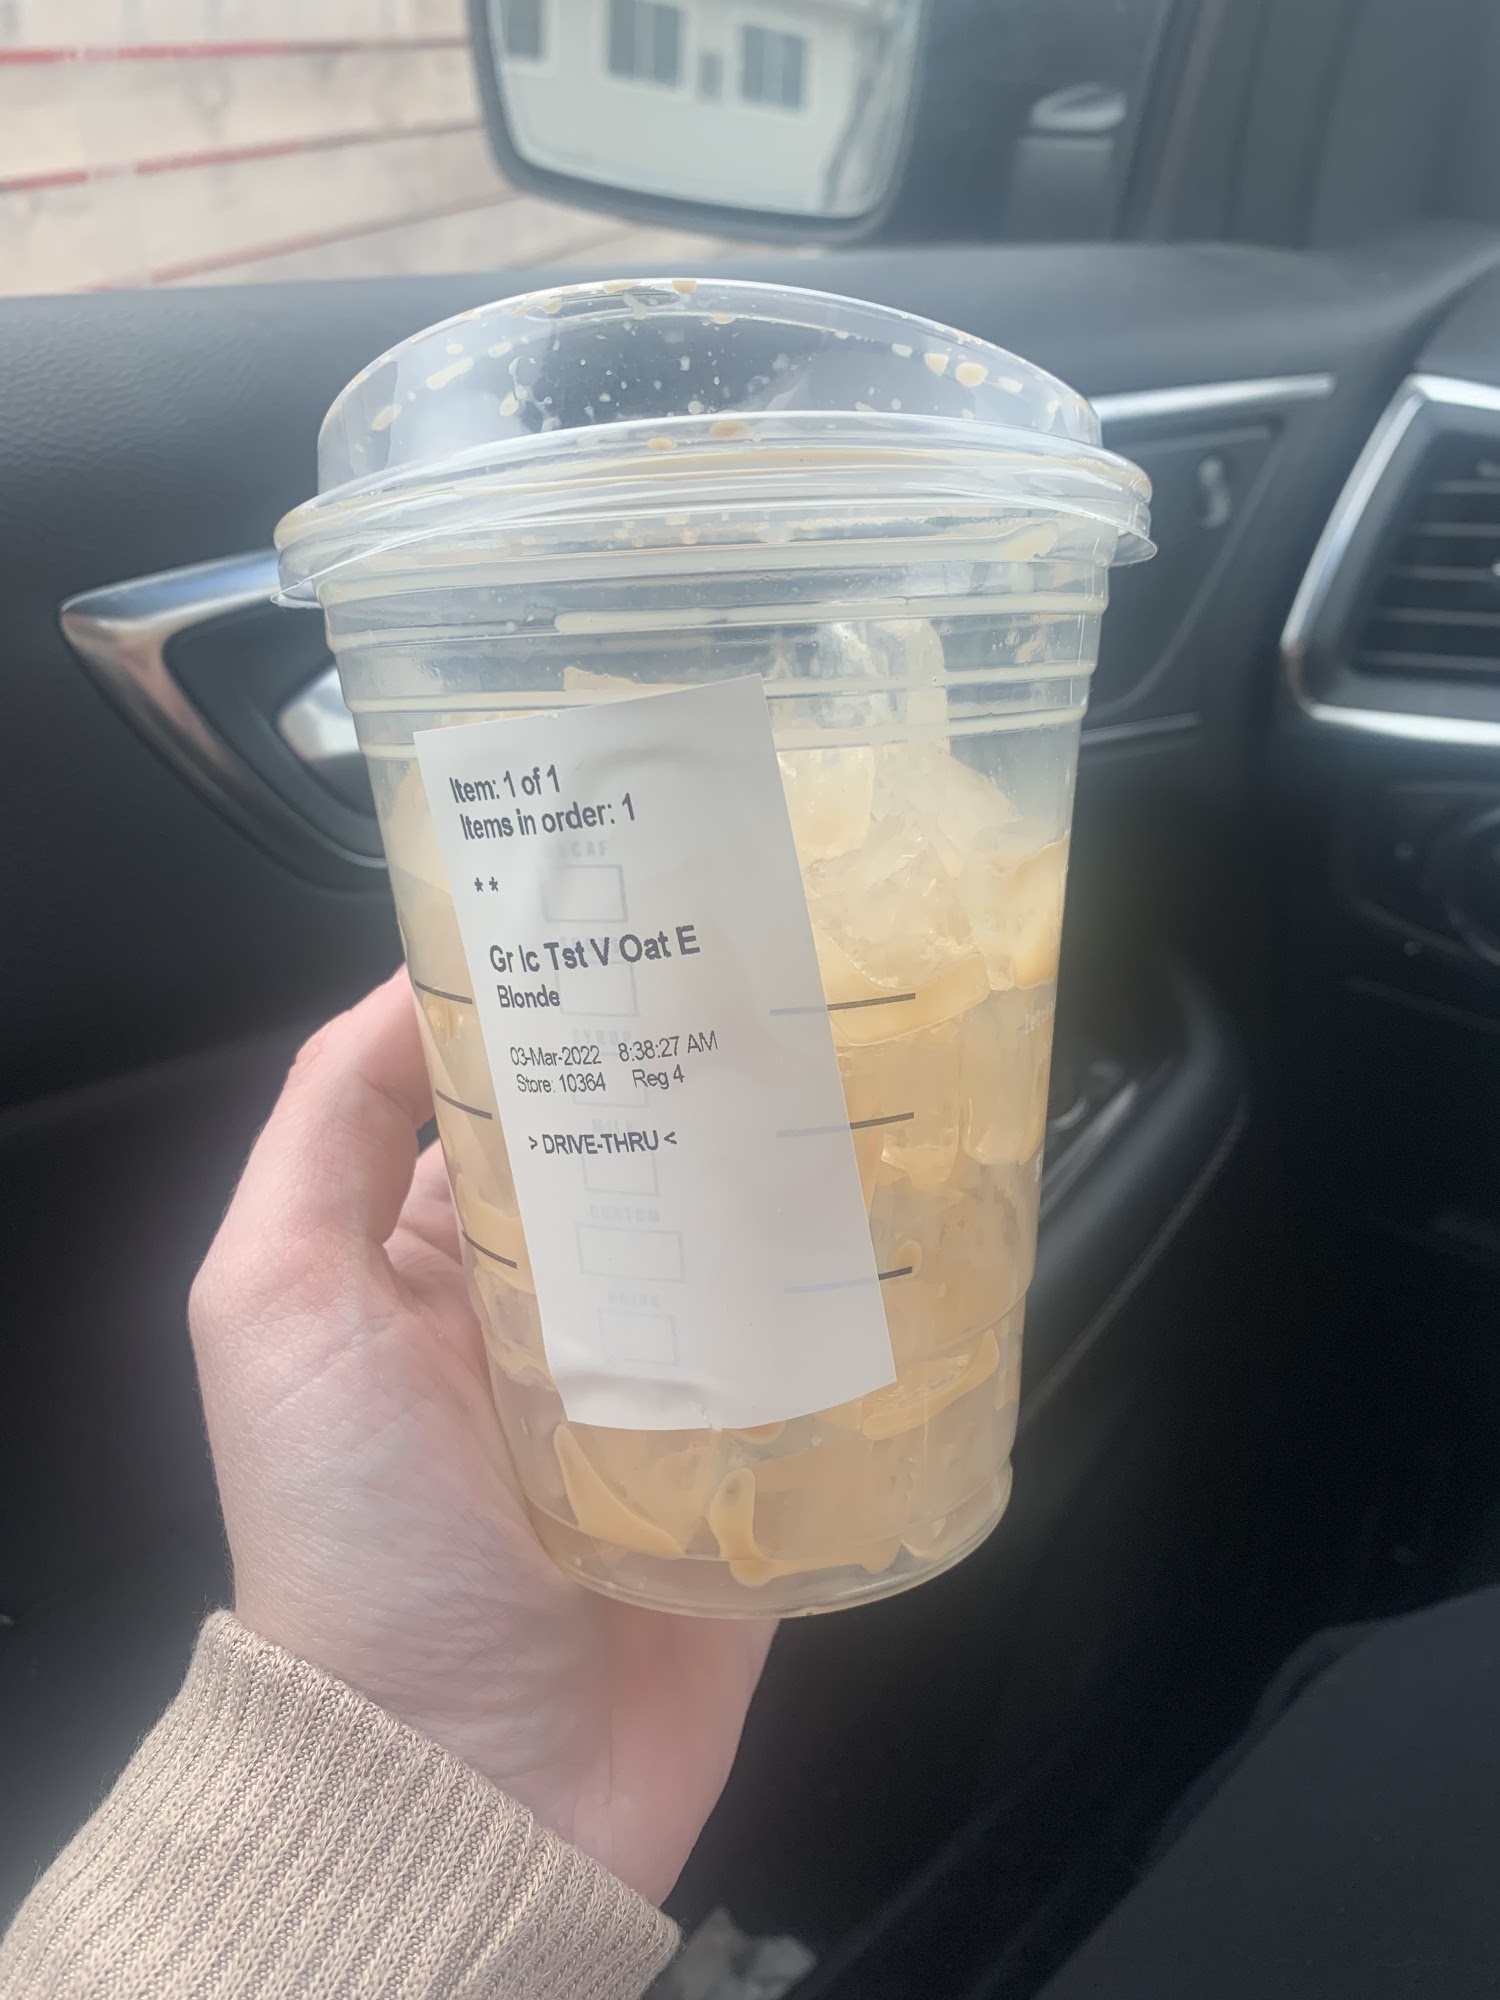 Item: 1 of 1
Items in order: 1
**
Gr Ic Tst V Oat E
Blonde
03-Mar-2022 8:38:27 AM
Store: 10364 Reg 4
> DRIVE-THRU <